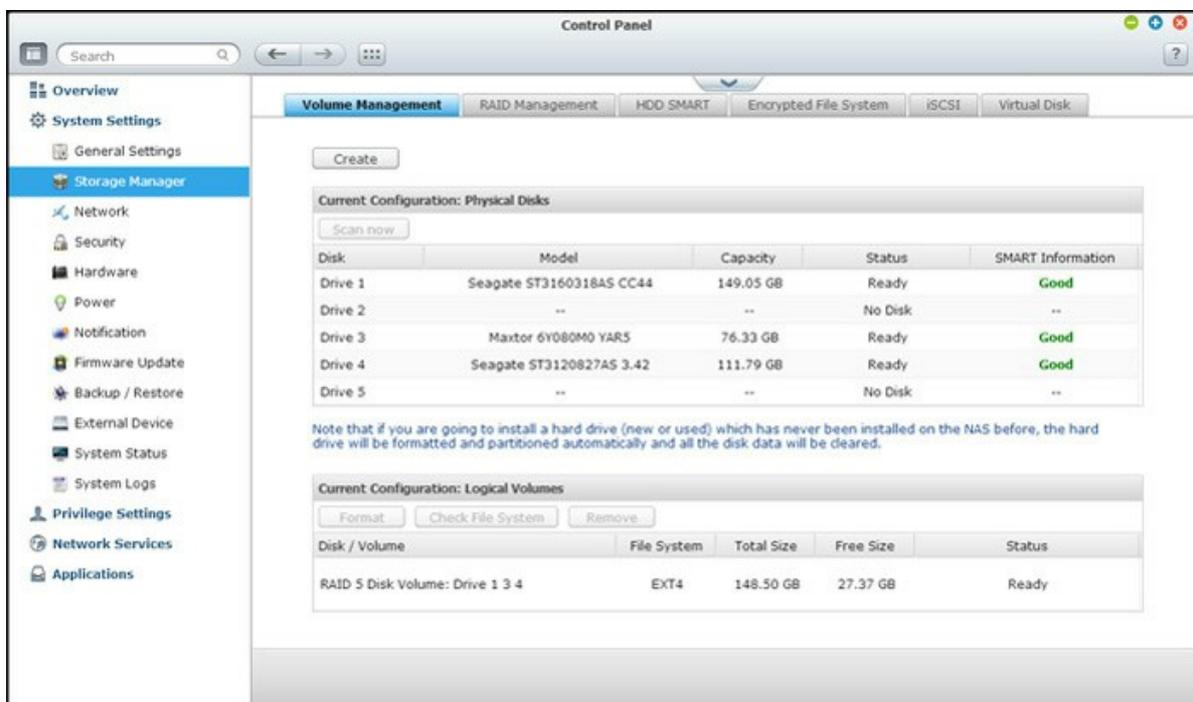 Control Panel
Search
?
Overview
System Settings
General Settings
Storage Manager
Network
Security
Hardware
Power
Notification
Firmware Update
Backup / Restore
External Device
System Status
System Logs
Privilege Settings
Network Services
Applications
Volume Management RAID Management HDD SMART Encrypted File System iSCSI Virtual Disk
Create
Current Configuration: Physical Disks
Scan now
Disk Model Capacity Status SMART Information
Drive 1 Seagate ST3160318AS CC44 149.05 GB Ready Good
Drive 2 -- -- No Disk --
Drive 3 Maxtor 6Y080M0 YAR5 76.33 GB Ready Good
Drive 4 Seagate ST3120827AS 3.42 111.79 GB Ready Good
Drive 5 -- -- No Disk --
Note that if you are going to install a hard drive (new or used) which has never been installed on the NAS before, the hard
drive will be formatted and partitioned automatically and all the disk data will be cleared.
Current Configuration: Logical Volumes
Format Check File System Remove
Disk / Volume File System Total Size Free Size Status
RAID 5 Disk Volume: Drive 1 3 4 EXT4 148.50 GB 27.37 GB Ready